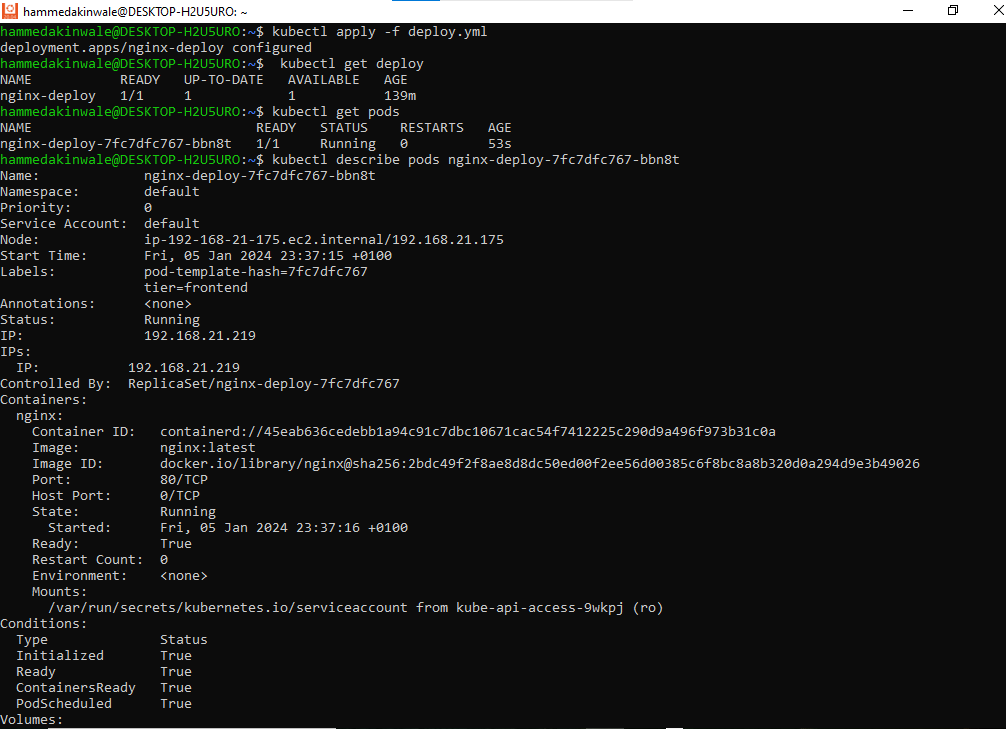 hammedakinwale@DESKTOP-H2U5URO: ~
hammedakinwale@DESKTOP-H2U5URO:~$ kubectl apply -f deploy.yml
deployment.apps/nginx-deploy configured
hammedakinwale@DESKTOP-H2U5URO:~$  kubectl get deploy
NAME           READY   UP-TO-DATE   AVAILABLE   AGE
nginx-deploy   1/1     1            1           139m
hammedakinwale@DESKTOP-H2U5URO:~$ kubectl get pods
NAME                            READY   STATUS    RESTARTS   AGE
nginx-deploy-7fc7dfc767-bbn8t   1/1     Running   0          53s
hammedakinwale@DESKTOP-H2U5URO:~$ kubectl describe pods nginx-deploy-7fc7dfc767-bbn8t
Name:             nginx-deploy-7fc7dfc767-bbn8t
Namespace:        default
Priority:         0
Service Account:  default
Node:             ip-192-168-21-175.ec2.internal/192.168.21.175
Start Time:       Fri, 05 Jan 2024 23:37:15 +0100
Labels:           pod-template-hash=7fc7dfc767
                  tier=frontend
Annotations:      <none>
Status:           Running
IP:               192.168.21.219
IPs:
  IP:           192.168.21.219
Controlled By:  ReplicaSet/nginx-deploy-7fc7dfc767
Containers:
  nginx:
    Container ID:   containerd://45eab636cedebb1a94c91c7dbc10671cac54f7412225c290d9a496f973b31c0a
    Image:          nginx:latest
    Image ID:       docker.io/library/nginx@sha256:2bdc49f2f8ae8d8dc50ed00f2ee56d00385c6f8bc8a8b320d0a294d9e3b49026
    Port:           80/TCP
    Host Port:      0/TCP
    State:          Running
      Started:      Fri, 05 Jan 2024 23:37:16 +0100
    Ready:          True
    Restart Count:  0
    Environment:    <none>
    Mounts:
      /var/run/secrets/kubernetes.io/serviceaccount from kube-api-access-9wkpj (ro)
Conditions:
  Type              Status
  Initialized       True
  Ready             True
  ContainersReady   True
  PodScheduled      True
Volumes: